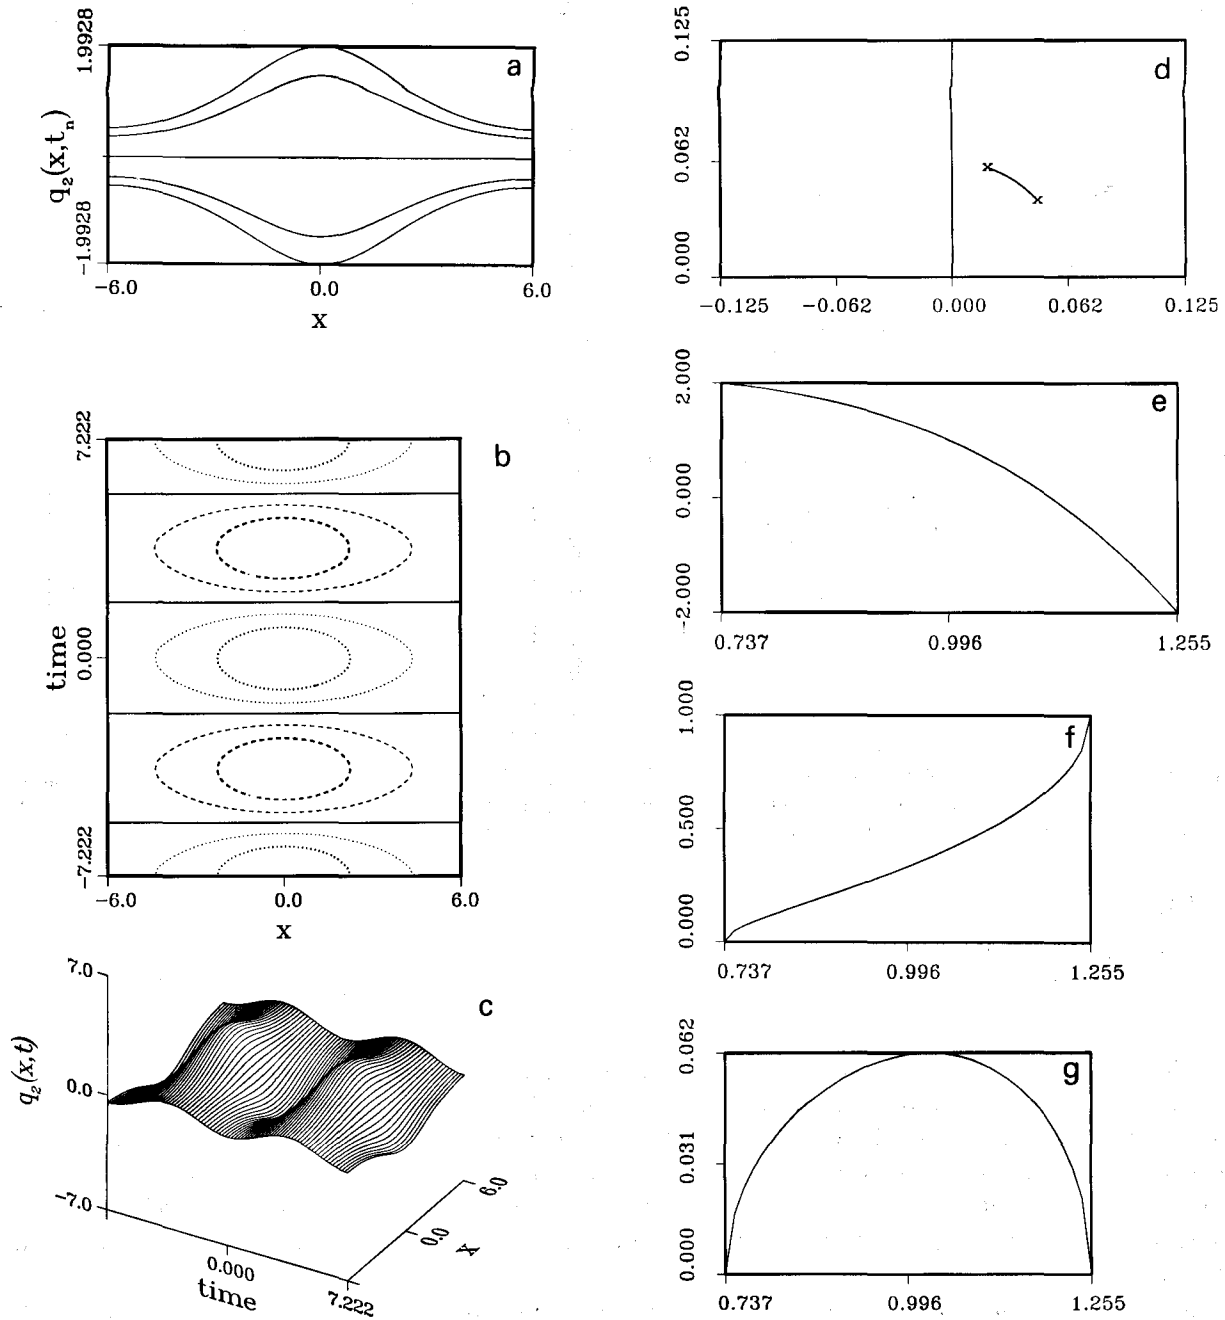 a
1.9928
-1.9928
q₂(x,tₙ)
-6.0 0.0 6.0
x
b
7.222
0.000
-7.222
time
-6.0 0.0 6.0
x
c
7.0
0.0
-7.0
q₂(x,t)
0.000
7.222
time
0.0
6.0
x
d
0.125
0.062
0.000
-0.125 -0.062 0.000 0.062 0.125
e
2.000
0.000
-2.000
0.737 0.996 1.255
f
1.000
0.500
0.000
0.737 0.996 1.255
g
0.062
0.031
0.000
0.737 0.996 1.255